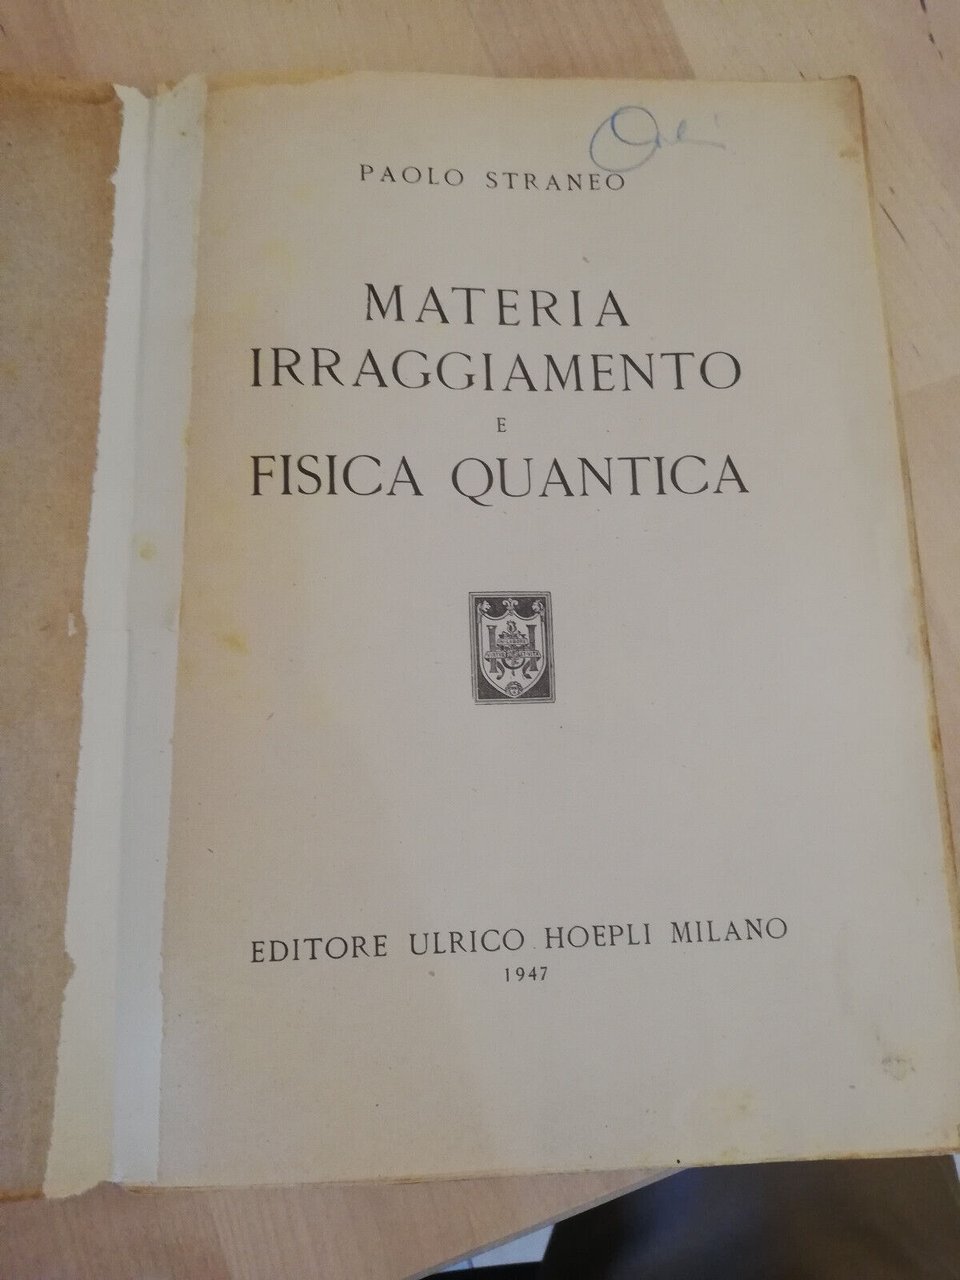 PAOLO STRANEO
MATERIA
IRRAGGIAMENTO
E
FISICA QUANTICA
EDITORE ULRICO HOEPLI MILANO
1947